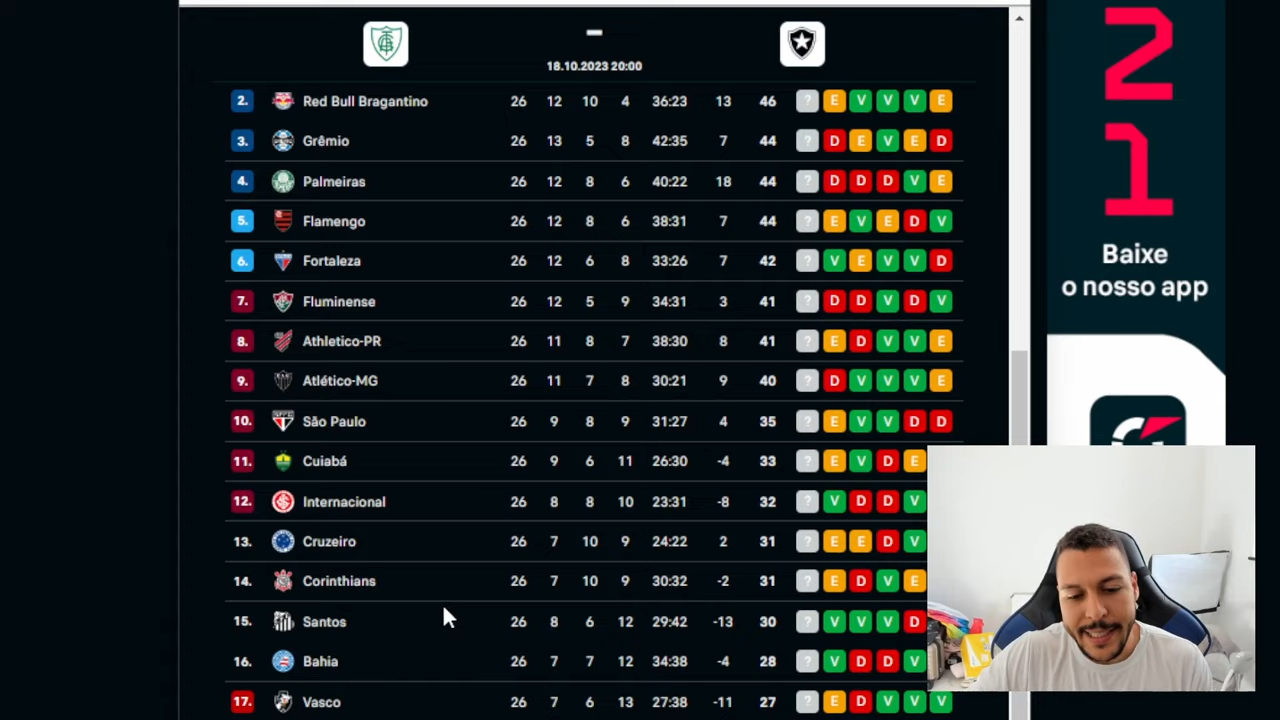 18.10.2023 20:00
2. Red Bull Bragantino 26 12 10 4 36:23 13 46 ? E V V V E
3. Grêmio 26 13 5 8 42:35 7 44 ? D E V E D
4. Palmeiras 26 12 8 6 40:22 18 44 ? D D D V E
5. Flamengo 26 12 8 6 38:31 7 44 ? E V E D V
6. Fortaleza 26 12 6 8 33:26 7 42 ? V E V V D
7. Fluminense 26 12 5 9 34:31 3 41 ? D D V D V
8. Athletico-PR 26 11 8 7 38:30 8 41 ? E D V V E
9. Atlético-MG 26 11 7 8 30:21 9 40 ? D V V V E
10. São Paulo 26 9 8 9 31:27 4 35 ? E V V D D
11. Cuiabá 26 9 6 11 26:30 -4 33 ? E V D E
12. Internacional 26 8 8 10 23:31 -8 32 ? V D D V
13. Cruzeiro 26 7 10 9 24:22 2 31 ? E E D V
14. Corinthians 26 7 10 9 30:32 -2 31 ? E D V E
15. Santos 26 8 6 12 29:42 -13 30 ? V V V D
16. Bahia 26 7 7 12 34:38 -4 28 ? V D D V
17. Vasco 26 7 6 13 27:38 -11 27 ? E D V V V
2
1
Baixe
o nosso app